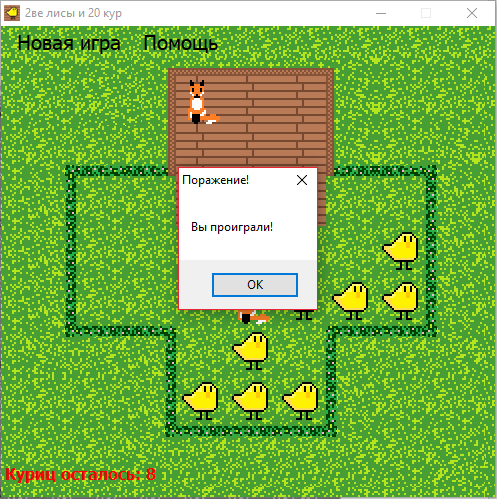 2ве лисы и 20 кур
Новая игра Помощь
Поражение!
Вы проиграли!
OK
Куриц осталось: 8